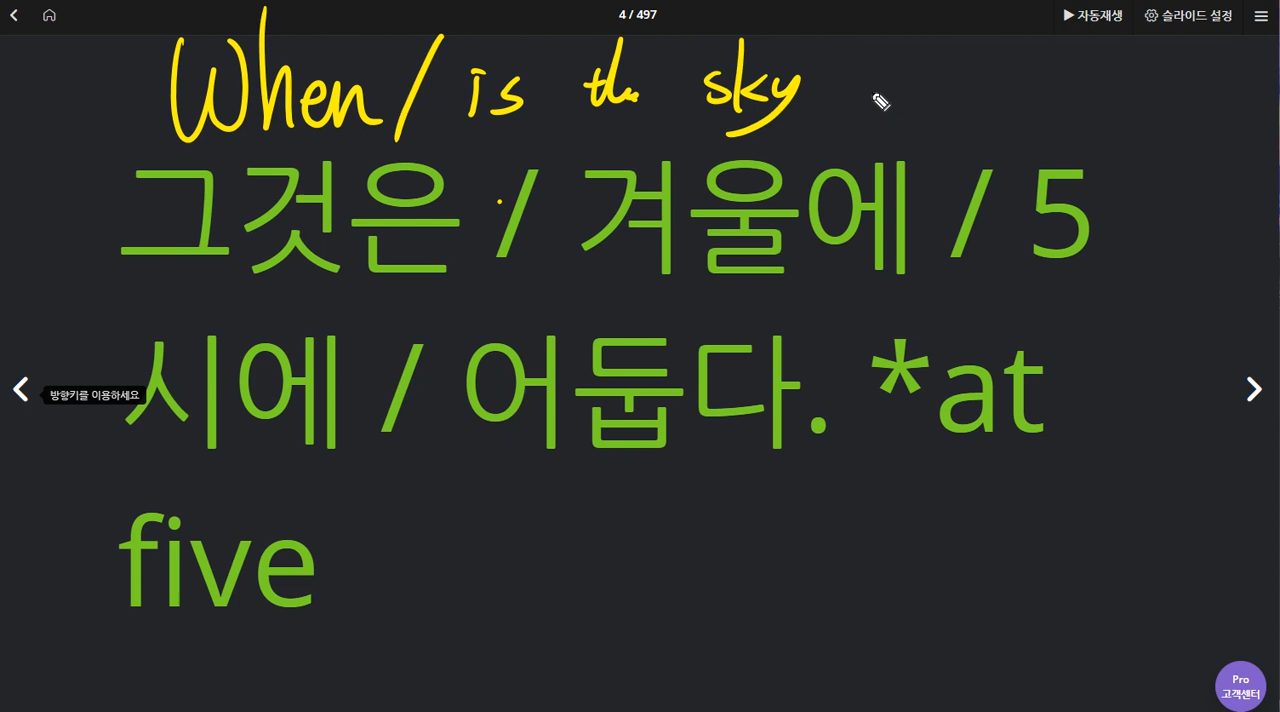 4 / 497
자동재생
슬라이드 설정
When / is the sky
그것은 / 겨울에 / 5
시에 / 어둡다. *at
five
방향키를 이용하세요
Pro
고객센터